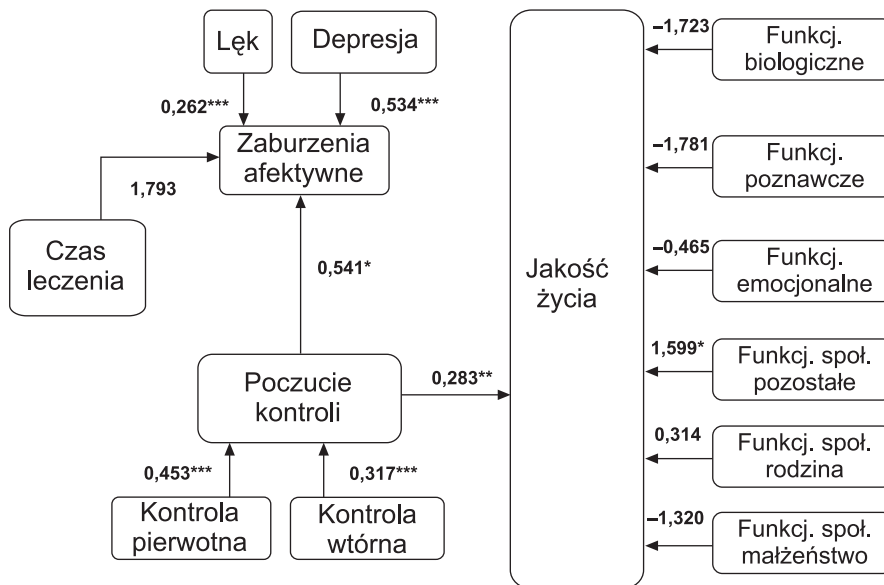 Lęk
Depresja
0,262***
0,534***
Zaburzenia
afektywne
1,793
Czas
leczenia
0,541*
Poczucie
kontroli
0,283**
0,453***
0,317***
Kontrola
pierwotna
Kontrola
wtórna
Jakość
życia
–1,723
Funkcj.
biologiczne
–1,781
Funkcj.
poznawcze
–0,465
Funkcj.
emocjonalne
1,599*
Funkcj. społ.
pozostałe
0,314
Funkcj. społ.
rodzina
–1,320
Funkcj. społ.
małżeństwo